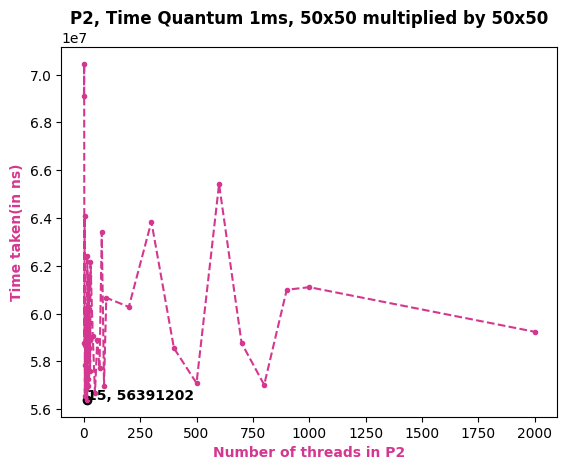 P2, Time Quantum 1ms, 50x50 multiplied by 50x50
1e7
7.0
6.8
6.6
6.4
6.2
6.0
5.8
5.6
Time taken(in ns)
15, 56391202
0 250 500 750 1000 1250 1500 1750 2000
Number of threads in P2